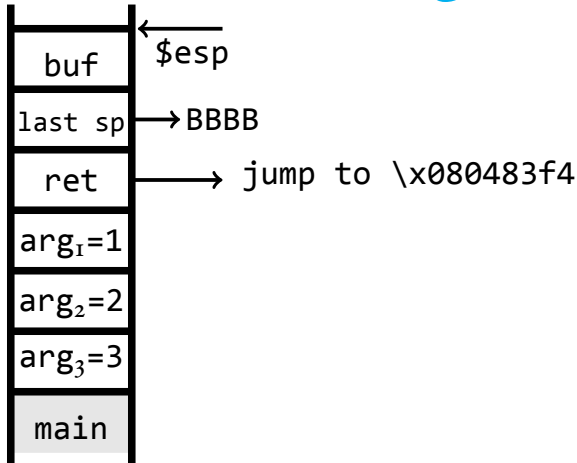 $esp
buf
last sp BBBB
ret jump to \x080483f4
arg₁=1
arg₂=2
arg₃=3
main